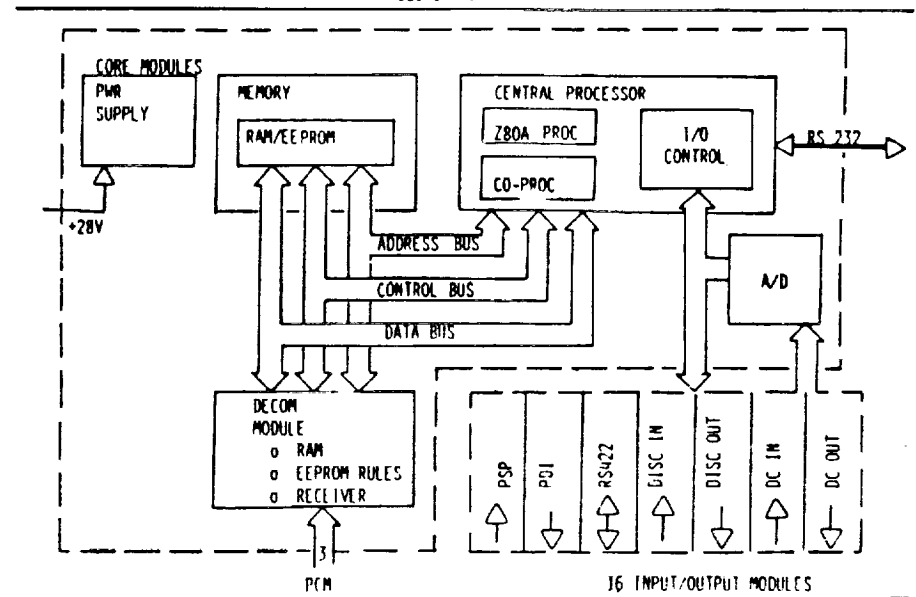 CORE MODULES
PWR
SUPPLY
+28V
MEMORY
RAM/EEPROM
CENTRAL PROCESSOR
Z80A PROC
CO-PROC
I/O
CONTROL
RS 232
ADDRESS BUS
CONTROL BUS
DATA BUS
A/D
DECOM
MODULE
o RAM
o EEPROM RULES
o RECEIVER
3
PCM
PSP
PDI
RS422
DISC IN
DISC OUT
DC IN
DC OUT
16 INPUT/OUTPUT MODULES